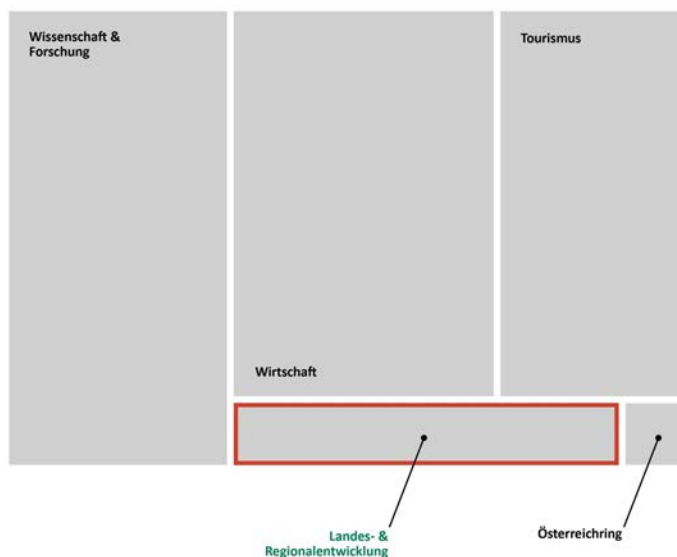 Wissenschaft &
Forschung
Tourismus
Wirtschaft
Landes- &
Regionalentwicklung
Österreichring